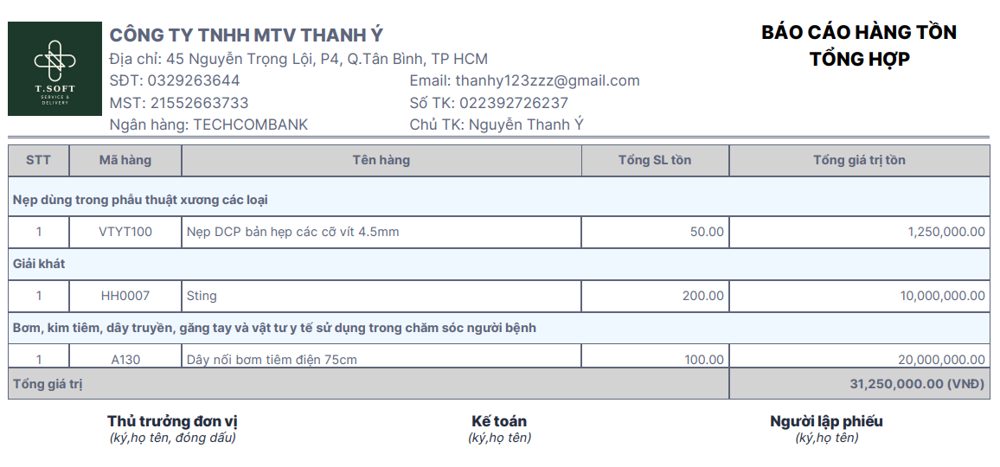 T.SOFT
SERVICE &
DELIVERY
CÔNG TY TNHH MTV THANH Ý
Địa chỉ: 45 Nguyễn Trọng Lội, P4, Q.Tân Bình, TP HCM
SĐT: 0329263644 Email: thanhy123zzz@gmail.com
MST: 21552663733 Số TK: 022392726237
Ngân hàng: TECHCOMBANK Chủ TK: Nguyễn Thanh Ý
BÁO CÁO HÀNG TỒN
TỔNG HỢP
STT Mã hàng Tên hàng Tổng SL tồn Tổng giá trị tồn
Nẹp dùng trong phẫu thuật xương các loại
1 VTYT100 Nẹp DCP bản hẹp các cỡ vít 4.5mm 50.00 1,250,000.00
Giải khát
1 HH0007 Sting 200.00 10,000,000.00
Bơm, kim tiêm, dây truyền, găng tay và vật tư y tế sử dụng trong chăm sóc người bệnh
1 A130 Dây nối bơm tiêm điện 75cm 100.00 20,000,000.00
Tổng giá trị 31,250,000.00 (VNĐ)
Thủ trưởng đơn vị Kế toán Người lập phiếu
(ký,họ tên, đóng dấu) (ký,họ tên) (ký,họ tên)